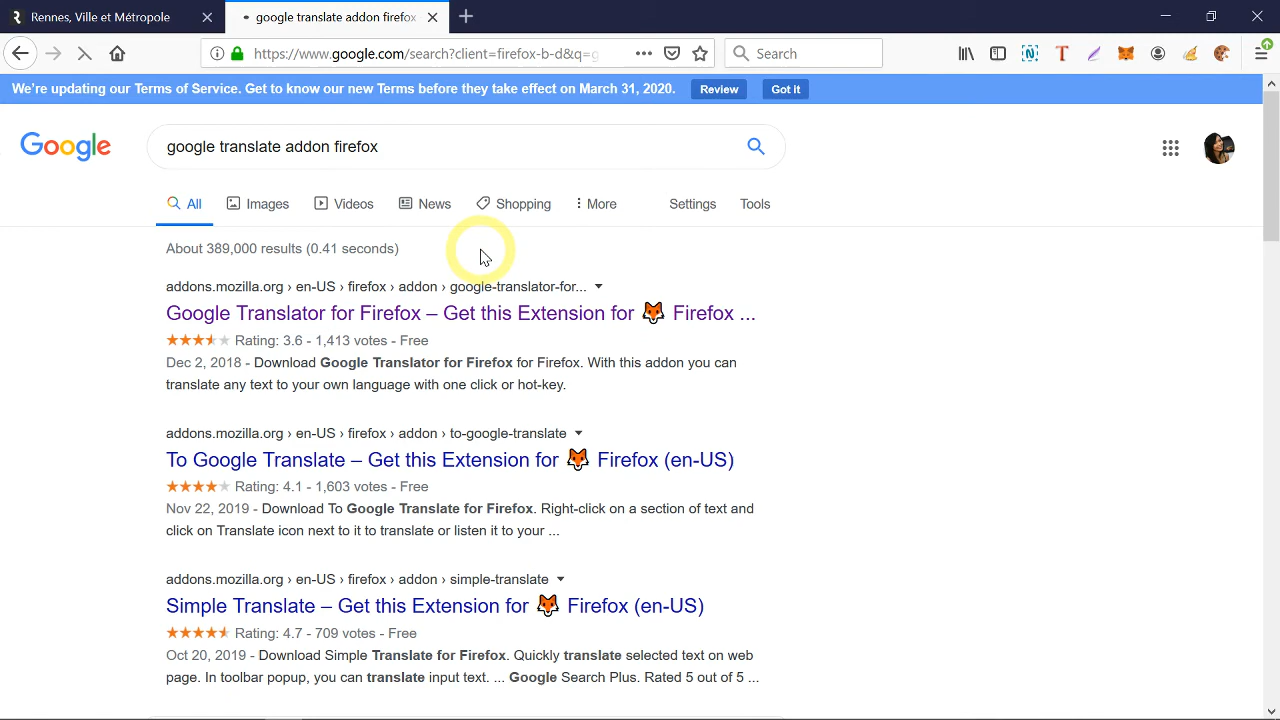 Rennes, Ville et Métropole
google translate addon firefox
https://www.google.com/search?client=firefox-b-d&q=g
Search
We're updating our Terms of Service. Get to know our new Terms before they take effect on March 31, 2020.
Review
Got it
Google
google translate addon firefox
All
Images
Videos
News
Shopping
More
Settings
Tools
About 389,000 results (0.41 seconds)
addons.mozilla.org › en-US › firefox › addon › google-translator-for...
Google Translator for Firefox – Get this Extension for 🦊 Firefox ...
Rating: 3.6 - 1,413 votes - Free
Dec 2, 2018 - Download Google Translator for Firefox for Firefox. With this addon you can
translate any text to your own language with one click or hot-key.
addons.mozilla.org › en-US › firefox › addon › to-google-translate
To Google Translate – Get this Extension for 🦊 Firefox (en-US)
Rating: 4.1 - 1,603 votes - Free
Nov 22, 2019 - Download To Google Translate for Firefox. Right-click on a section of text and
click on Translate icon next to it to translate or listen it to your ...
addons.mozilla.org › en-US › firefox › addon › simple-translate
Simple Translate – Get this Extension for 🦊 Firefox (en-US)
Rating: 4.7 - 709 votes - Free
Oct 20, 2019 - Download Simple Translate for Firefox. Quickly translate selected text on web
page. In toolbar popup, you can translate input text. ... Google Search Plus. Rated 5 out of 5 ...